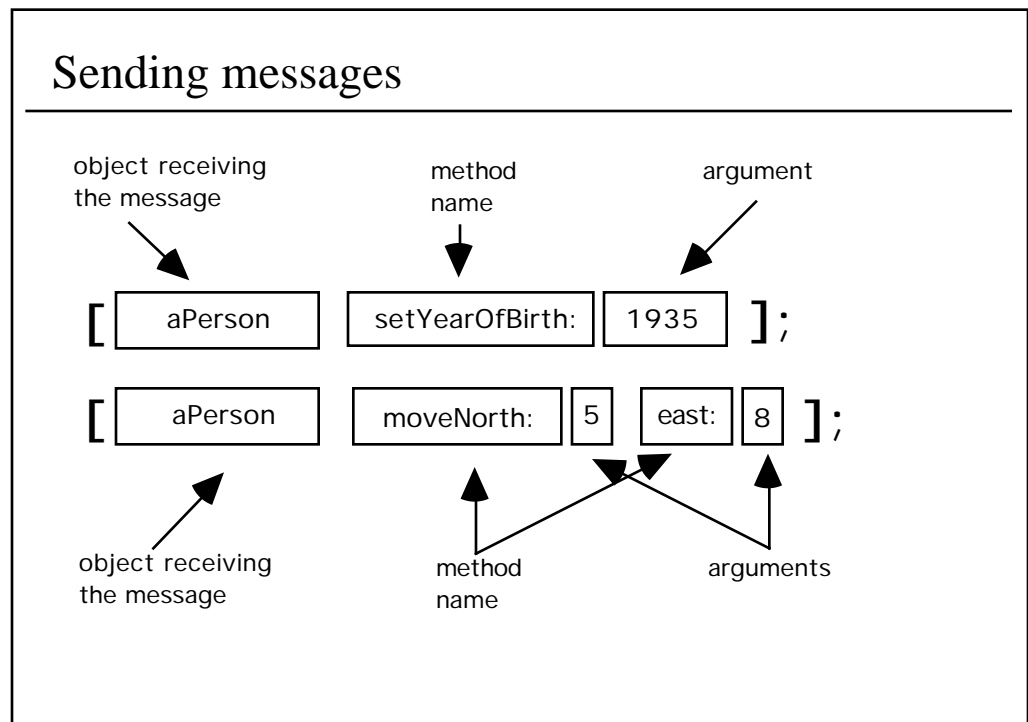 Sending messages
object receiving
the message
method
name
argument
[ aPerson setYearOfBirth: 1935 ];
[ aPerson moveNorth: 5 east: 8 ];
object receiving
the message
method
name
arguments